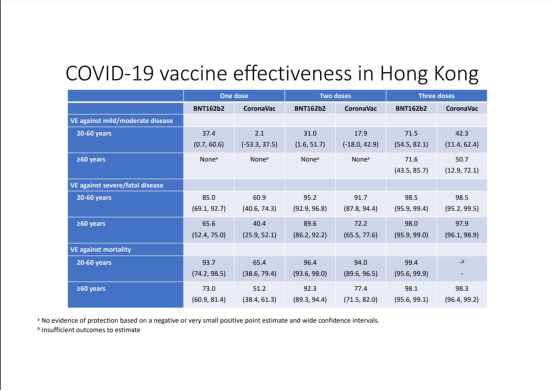 COVID-19 vaccine effectiveness in Hong Kong
One dose Two doses Three doses
BNT162b2 CoronaVac BNT162b2 CoronaVac BNT162b2 CoronaVac
VE against mild/moderate disease
20-60 years 37.4 2.1 31.0 17.9 71.5 42.3
(0.7, 60.6) (-53.3, 37.5) (1.6, 51.7) (-18.0, 42.9) (54.5, 82.1) (11.4, 62.4)
≥60 years Noneᵃ Noneᵃ Noneᵃ Noneᵃ 71.6 50.7
(43.5, 85.7) (12.9, 72.1)
VE against severe/fatal disease
20-60 years 85.0 60.9 95.2 91.7 98.5 98.5
(69.1, 92.7) (40.6, 74.3) (92.9, 96.8) (87.8, 94.4) (95.9, 99.4) (95.2, 99.5)
≥60 years 65.6 40.4 89.6 72.2 98.0 97.9
(52.4, 75.0) (25.9, 52.1) (86.2, 92.2) (65.5, 77.6) (95.9, 99.0) (96.1, 98.9)
VE against mortality
20-60 years 93.7 65.4 96.4 94.0 99.4 -ᵇ
(74.2, 98.5) (38.6, 79.4) (93.6, 98.0) (89.6, 96.5) (95.6, 99.9) -
≥60 years 73.0 51.2 92.3 77.4 98.1 98.3
(60.9, 81.4) (38.4, 61.3) (89.3, 94.4) (71.5, 82.0) (95.6, 99.1) (96.4, 99.2)
ᵃ No evidence of protection based on a negative or very small positive point estimate and wide confidence intervals.
ᵇ Insufficient outcomes to estimate